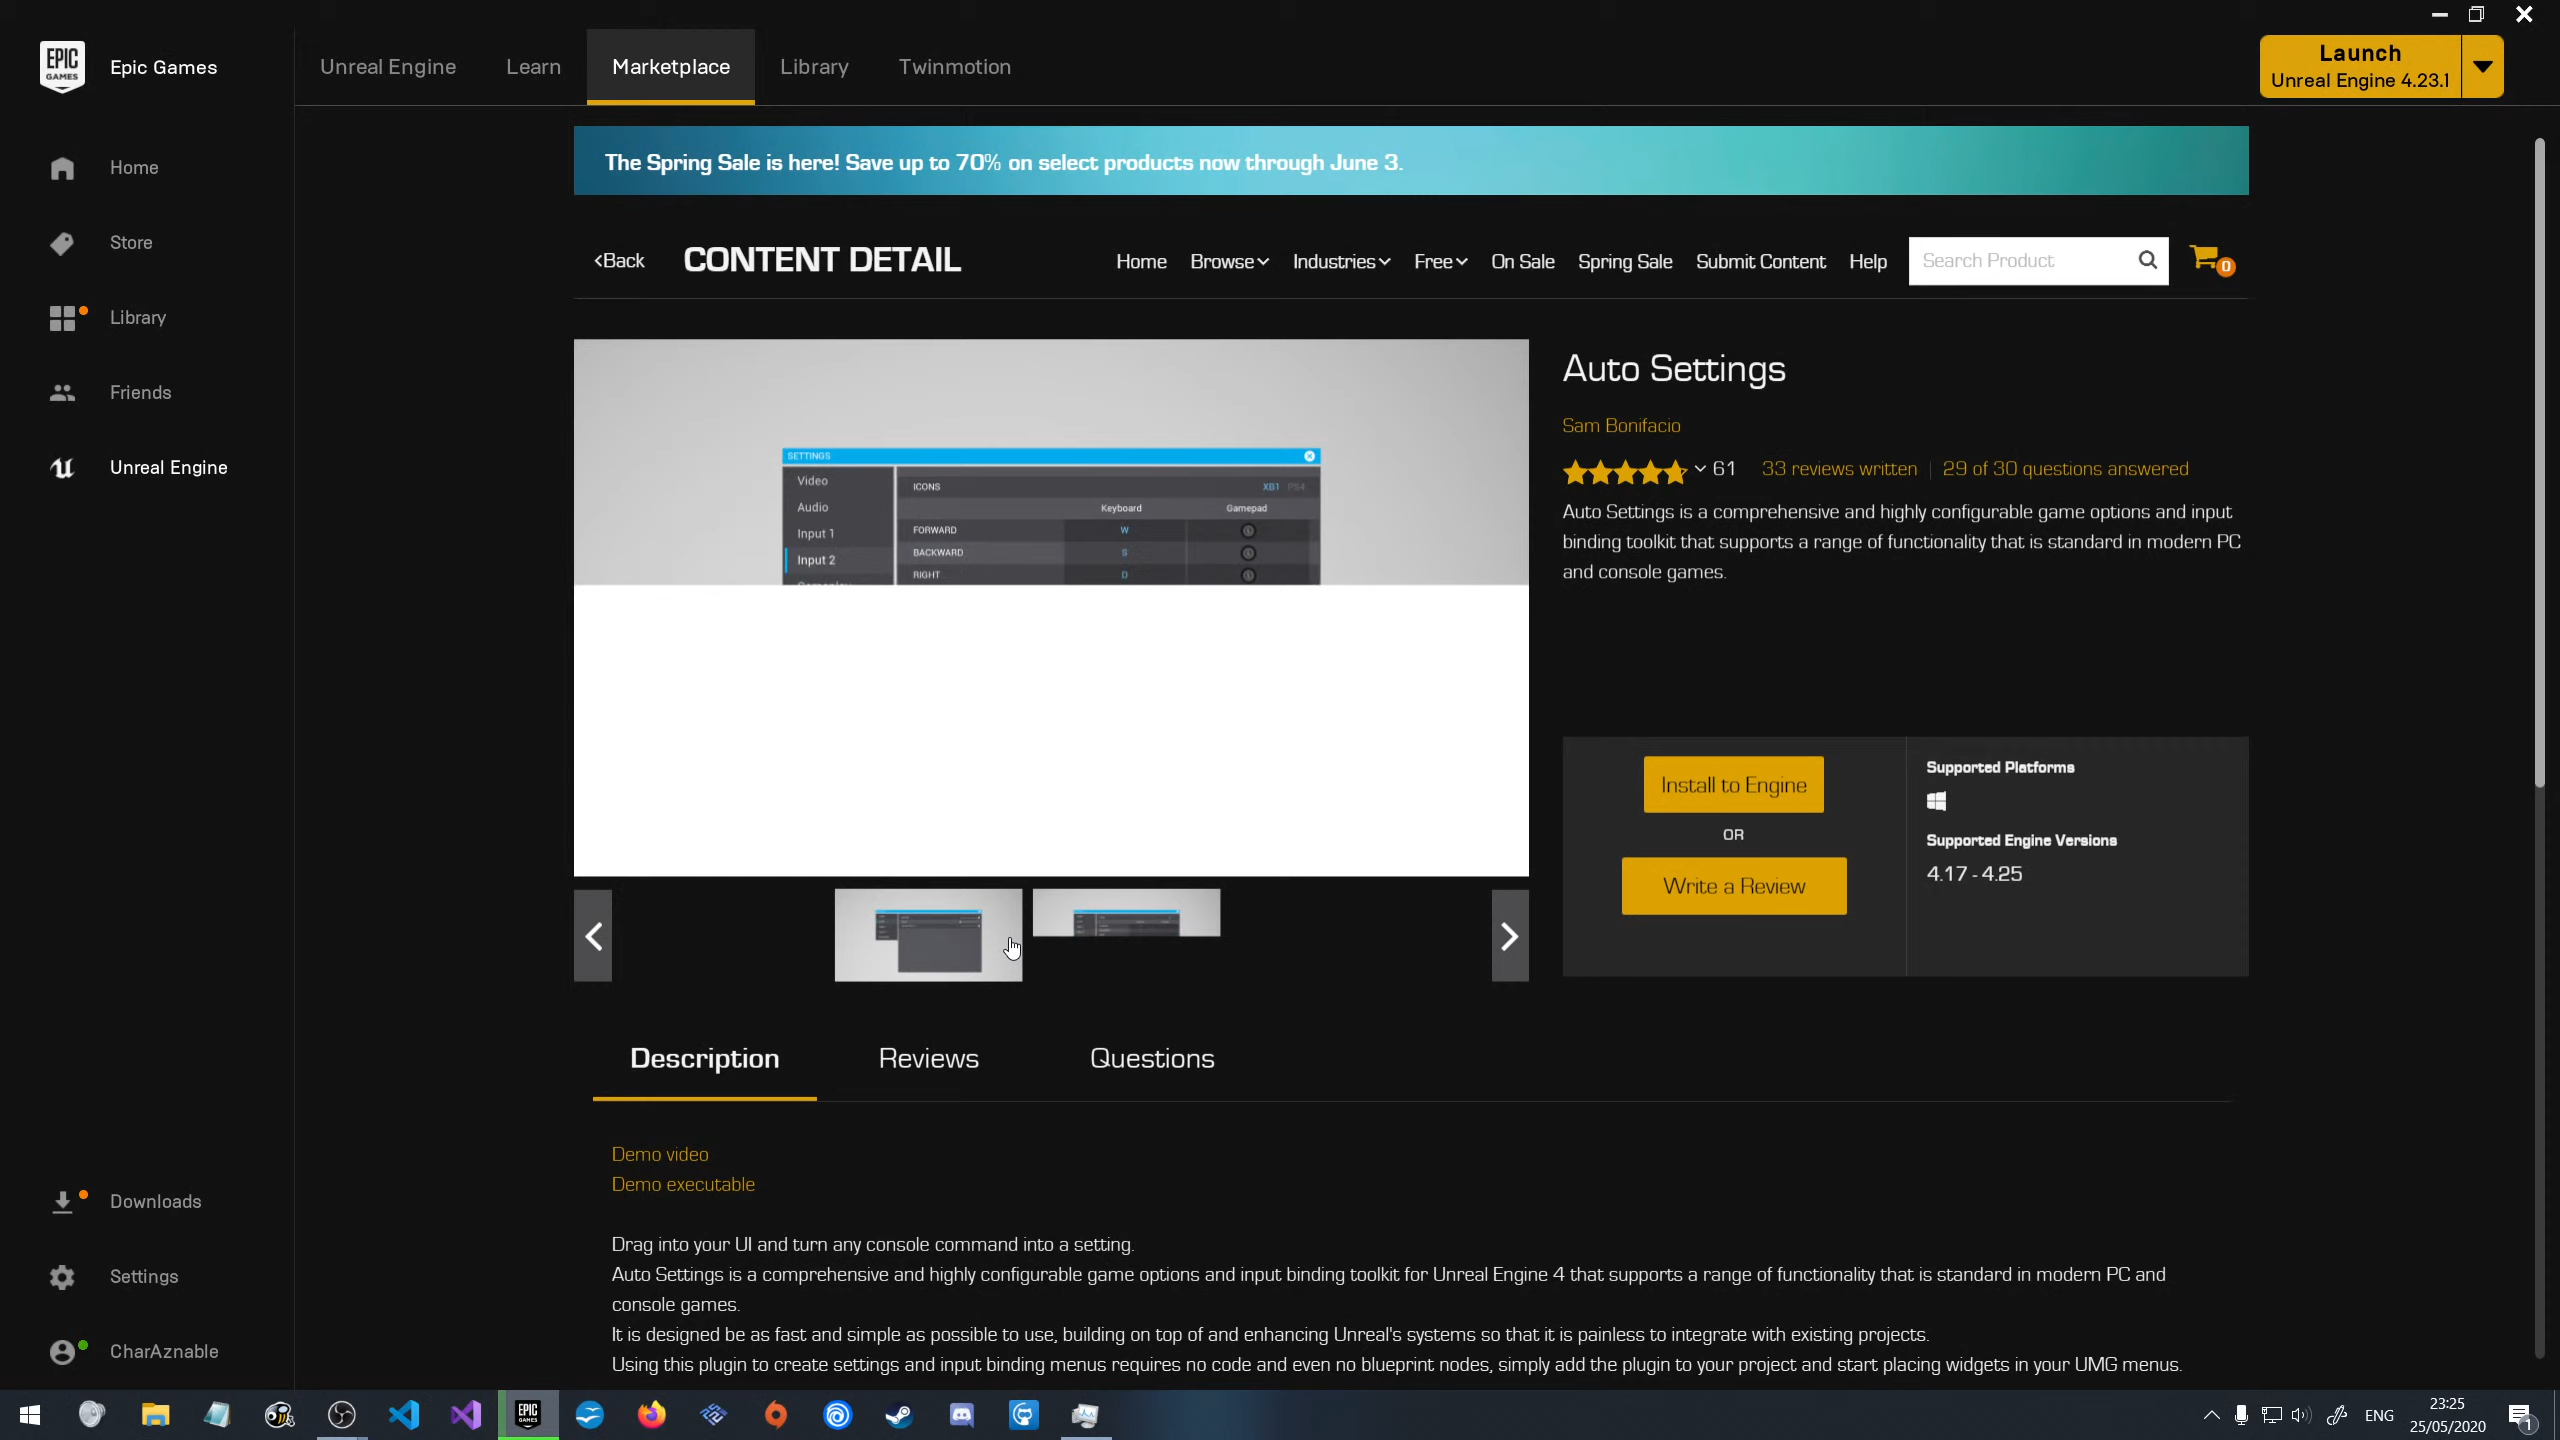 EPIC GAMES
Epic Games
Unreal Engine
Learn
Marketplace
Library
Twinmotion
Launch
Unreal Engine 4.23.1
Home
Store
Library
Friends
Unreal Engine
Downloads
Settings
CharAznable
The Spring Sale is here! Save up to 70% on select products now through June 3.
<Back
CONTENT DETAIL
Home
Browse
Industries
Free
On Sale
Spring Sale
Submit Content
Help
Search Product
0
SETTINGS
Video
Audio
Input 1
Input 2
ICONS
XB1 PS4
Keyboard
Gamepad
FORWARD
W
BACKWARD
S
RIGHT
D
Auto Settings
Sam Bonifacio
61
33 reviews written
29 of 30 questions answered
Auto Settings is a comprehensive and highly configurable game options and input
binding toolkit that supports a range of functionality that is standard in modern PC
and console games.
Install to Engine
OR
Write a Review
Supported Platforms
Supported Engine Versions
4.17 - 4.25
Description
Reviews
Questions
Demo video
Demo executable
Drag into your UI and turn any console command into a setting.
Auto Settings is a comprehensive and highly configurable game options and input binding toolkit for Unreal Engine 4 that supports a range of functionality that is standard in modern PC and
console games.
It is designed be as fast and simple as possible to use, building on top of and enhancing Unreal's systems so that it is painless to integrate with existing projects.
Using this plugin to create settings and input binding menus requires no code and even no blueprint nodes, simply add the plugin to your project and start placing widgets in your UMG menus.
EPIC GAMES
ENG
23:25
25/05/2020
1